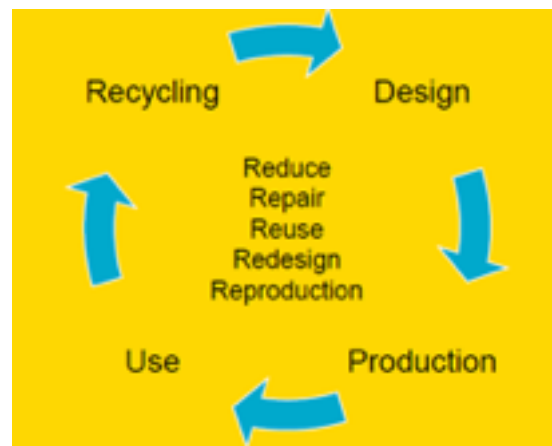 Recycling
Design
Reduce
Repair
Reuse
Redesign
Reproduction
Use
Production